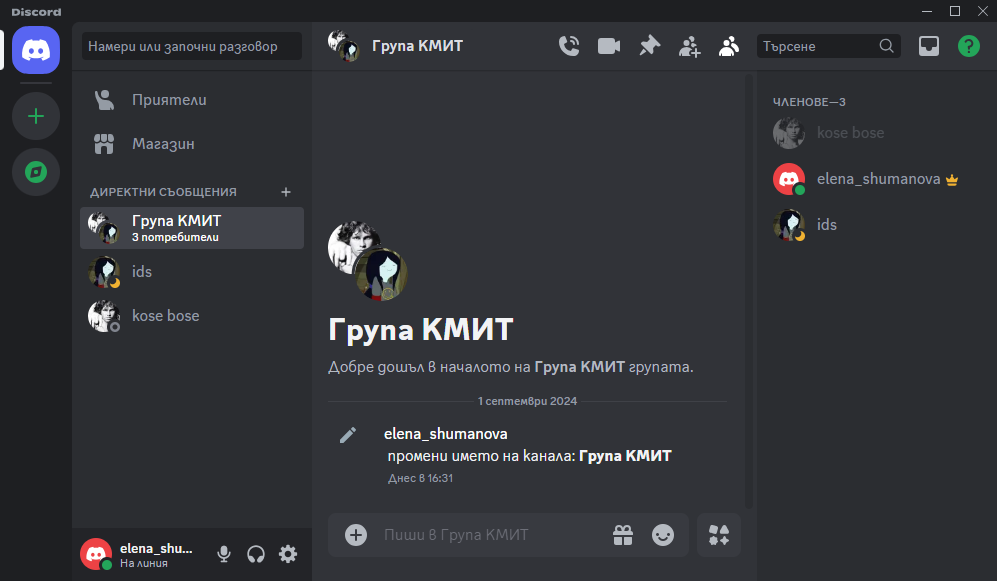 Discord
Намери или започни разговор
Група КМИТ
Търсене
Приятели
Магазин
ДИРЕКТНИ СЪОБЩЕНИЯ
Група КМИТ
3 потребители
ids
kose bose
elena_shu...
На линия
Група КМИТ
Добре дошъл в началото на Група КМИТ групата.
1 септември 2024
elena_shumanova
промени името на канала: Група КМИТ
Днес в 16:31
Пиши в Група КМИТ
ЧЛЕНОВЕ—3
kose bose
elena_shumanova
ids